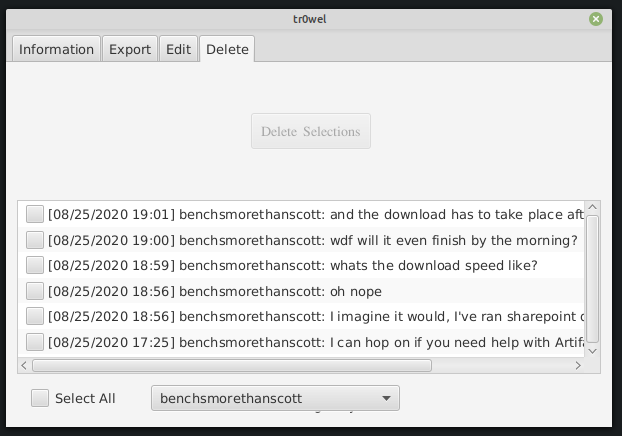 tr0wel
Information Export Edit Delete
Delete Selections
[08/25/2020 19:01] benchsmorethanscott: and the download has to take place aft
[08/25/2020 19:00] benchsmorethanscott: wdf will it even finish by the morning?
[08/25/2020 18:59] benchsmorethanscott: whats the download speed like?
[08/25/2020 18:56] benchsmorethanscott: oh nope
[08/25/2020 18:56] benchsmorethanscott: I imagine it would, I've ran sharepoint
[08/25/2020 17:25] benchsmorethanscott: I can hop on if you need help with Artifa
Select All benchsmorethanscott